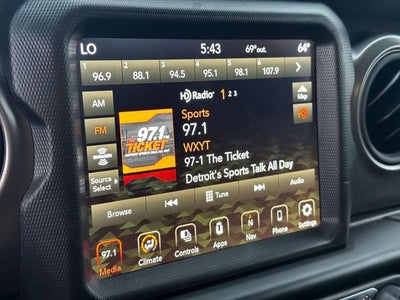 LO 5:43 69°out. 64°
1 2 3 4 5 6
96.9 88.1 94.5 95.1 98.1 107.9
HD Radio 1 2 3
AM
FM
Source
Select
97.1 FM
THE
TICKET
Sports
97.1
WXYT
97-1 The Ticket
Detroit's Sports Talk All Day
Map
Browse Tune Audio
97.1
Media Climate Controls Apps Nav Phone Settings
N